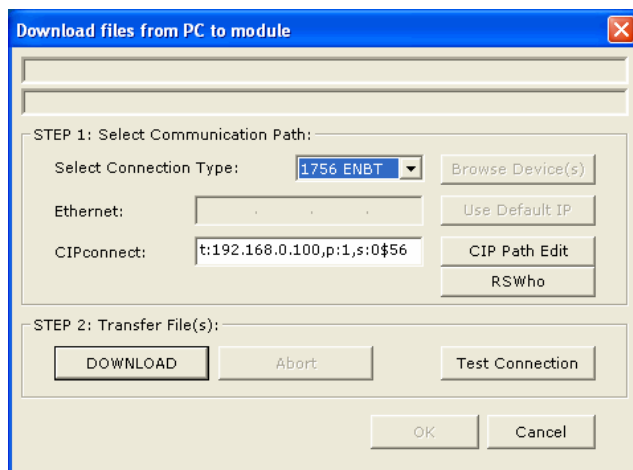 Download files from PC to module
STEP 1: Select Communication Path:
Select Connection Type: 1756 ENBT Browse Device(s)
Ethernet: . . . Use Default IP
CIPconnect: t:192.168.0.100,p:1,s:0$56 CIP Path Edit
RSWho
STEP 2: Transfer File(s):
DOWNLOAD Abort Test Connection
OK Cancel